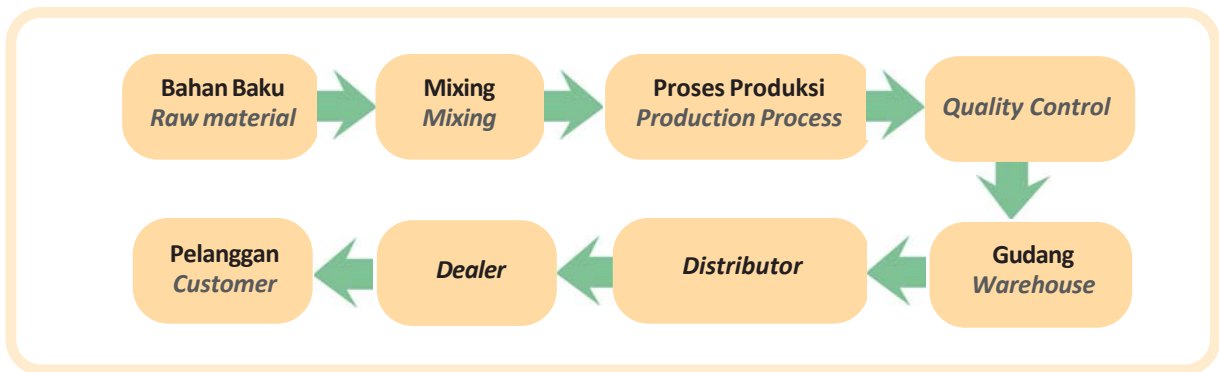 Bahan Baku
Raw material
Mixing
Mixing
Proses Produksi
Production Process
Quality Control
Gudang
Warehouse
Distributor
Dealer
Pelanggan
Customer